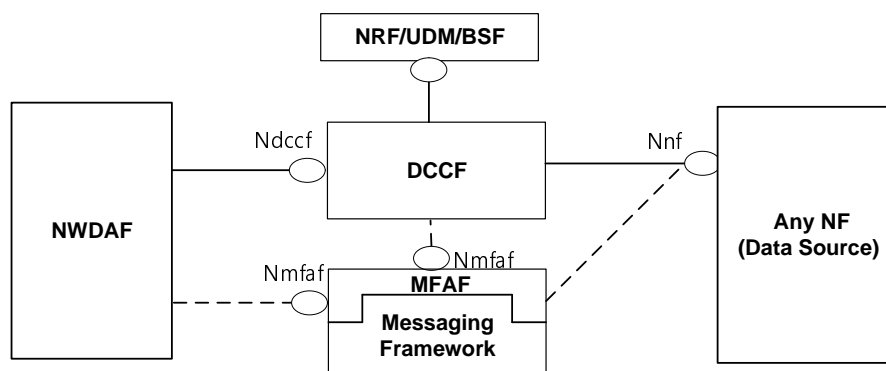 NRF/UDM/BSF
Ndccf
Nnf
DCCF
NWDAF
Any NF
(Data Source)
Nmfaf
Nmfaf
MFAF
Messaging
Framework